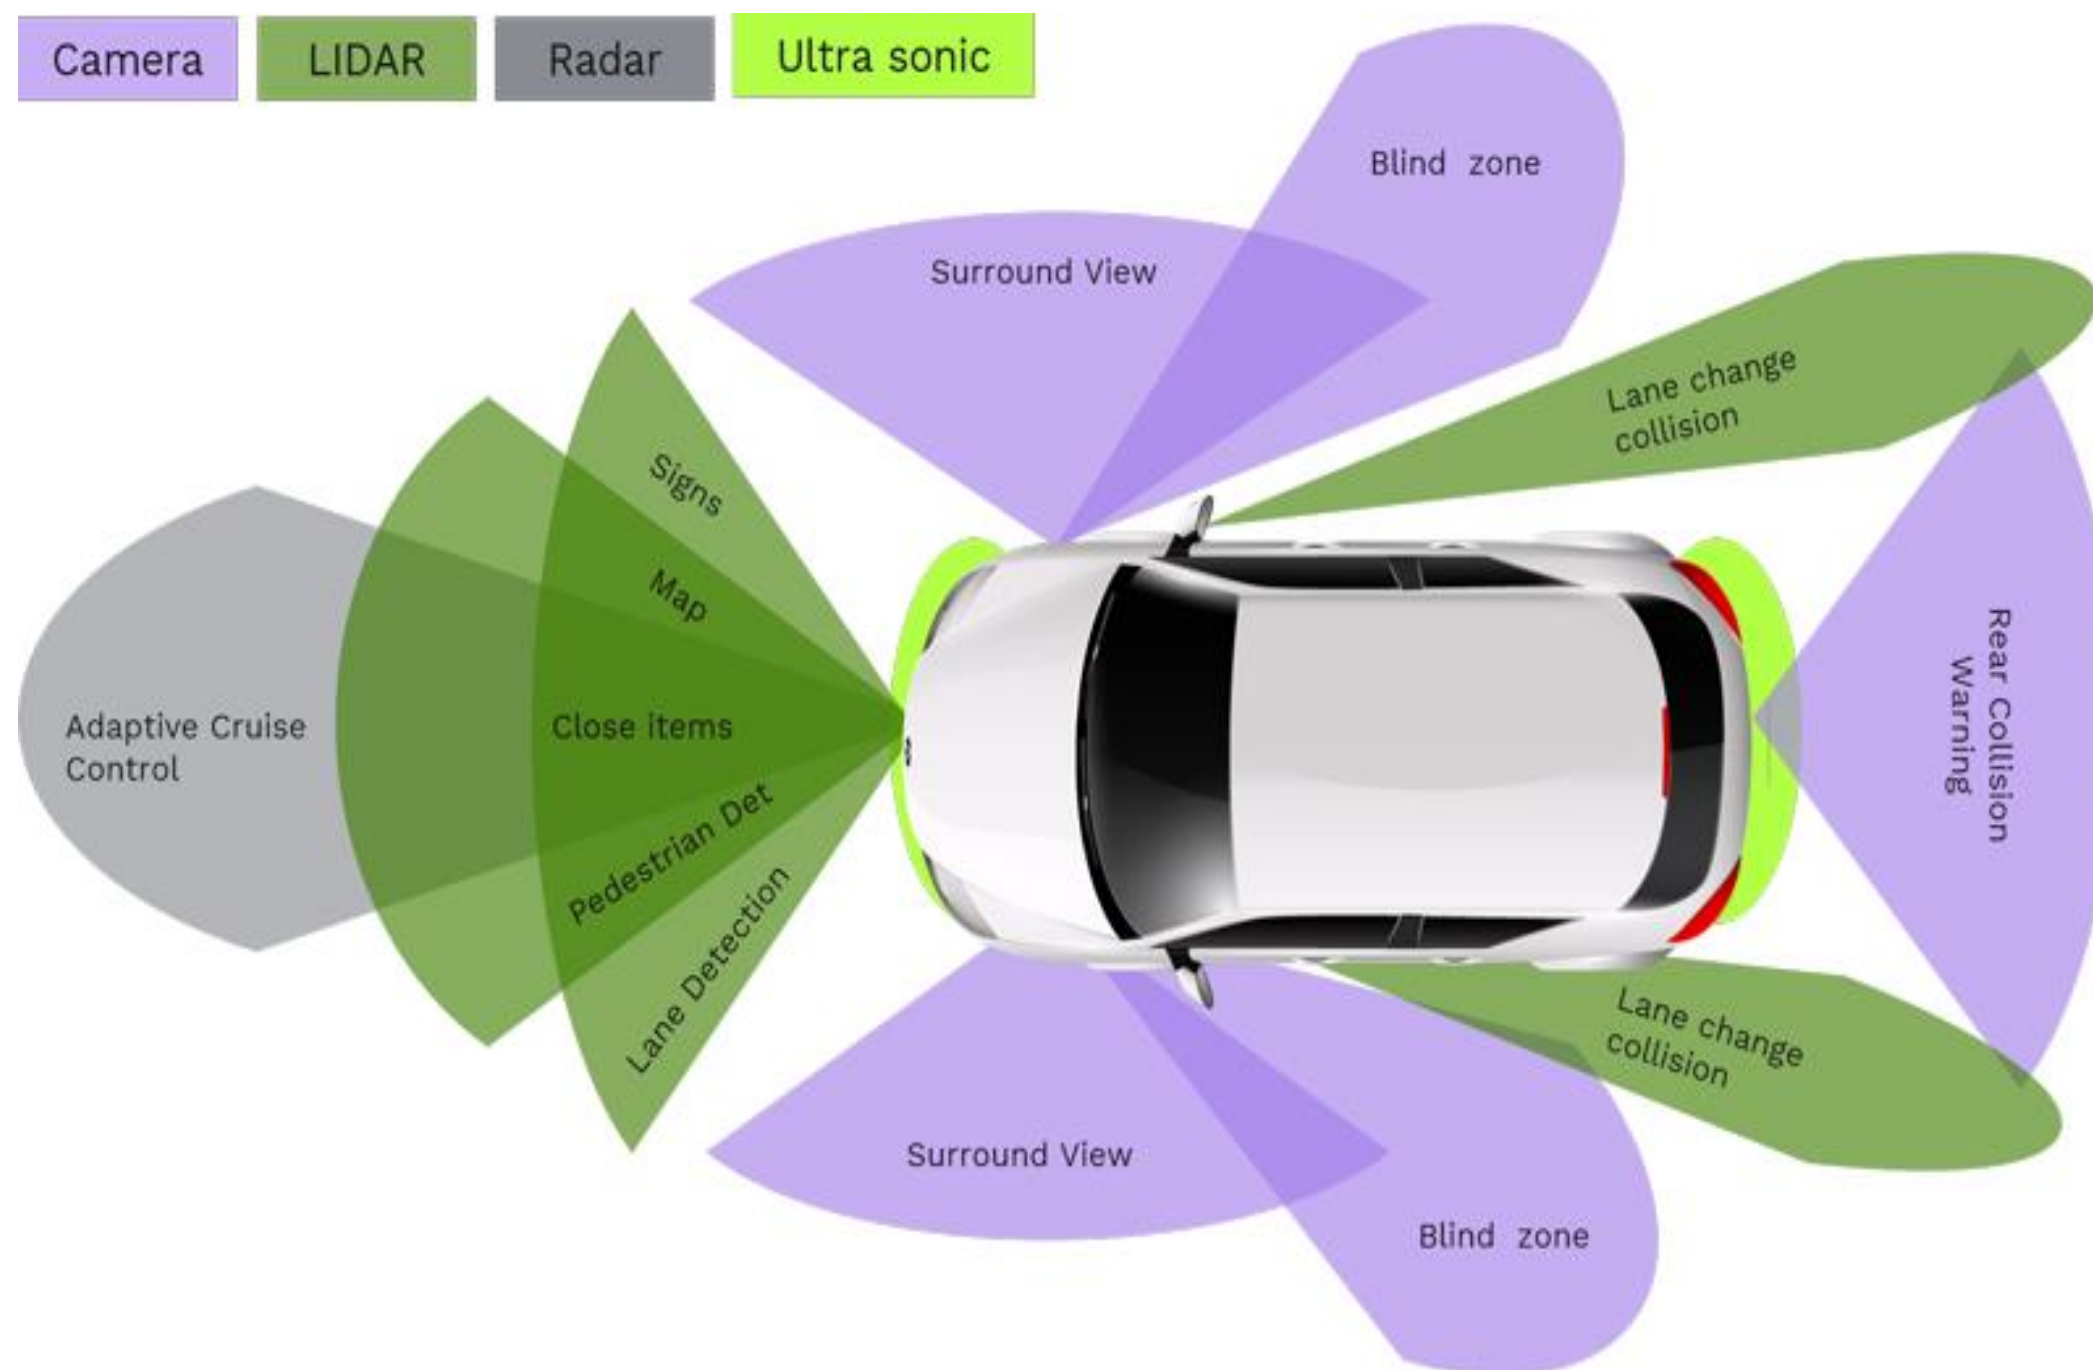 Camera
LIDAR
Radar
Ultra sonic
Blind zone
Surround View
Lane change
collision
Signs
Map
Adaptive Cruise
Control
Close items
Pedestrian Det
Lane Detection
Rear Collision
Warning
Lane change
collision
Surround View
Blind zone